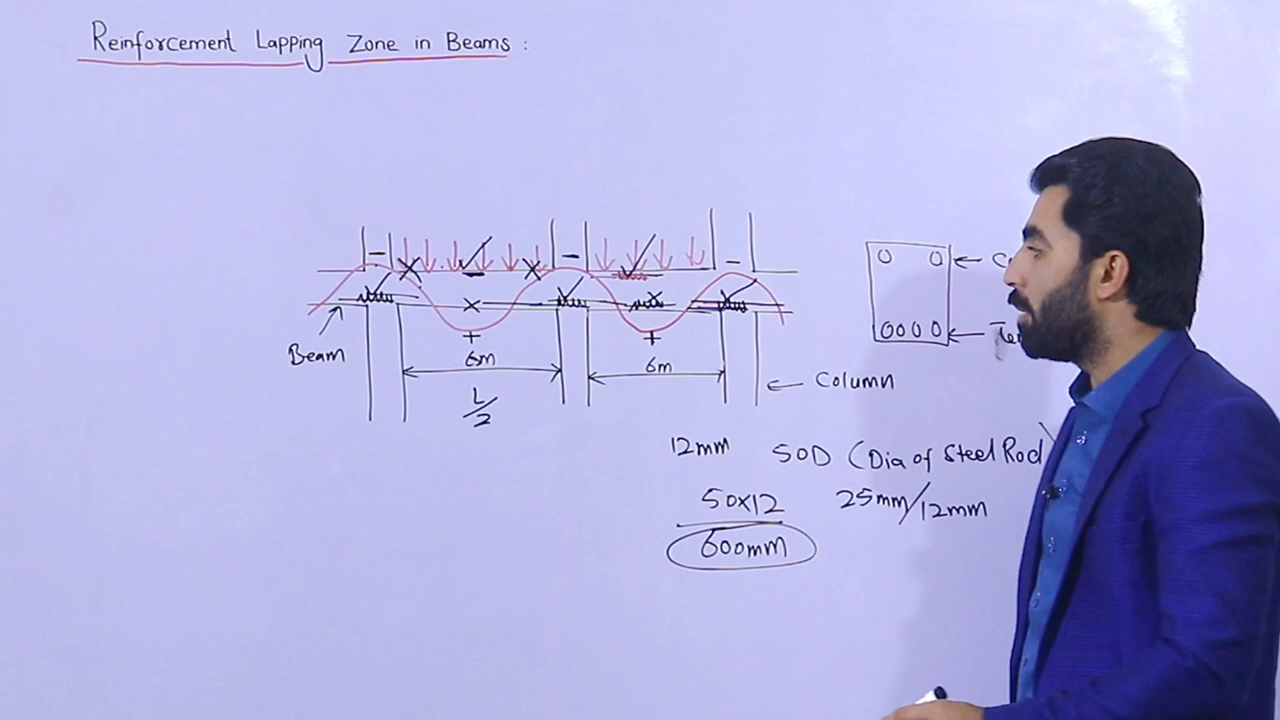 Reinforcement Lapping Zone in Beams :
- - -
+ +
Beam
6m 6m
L/2
Column
12mm 50D (Dia of Steel Rod)
50x12 25mm/12mm
600mm